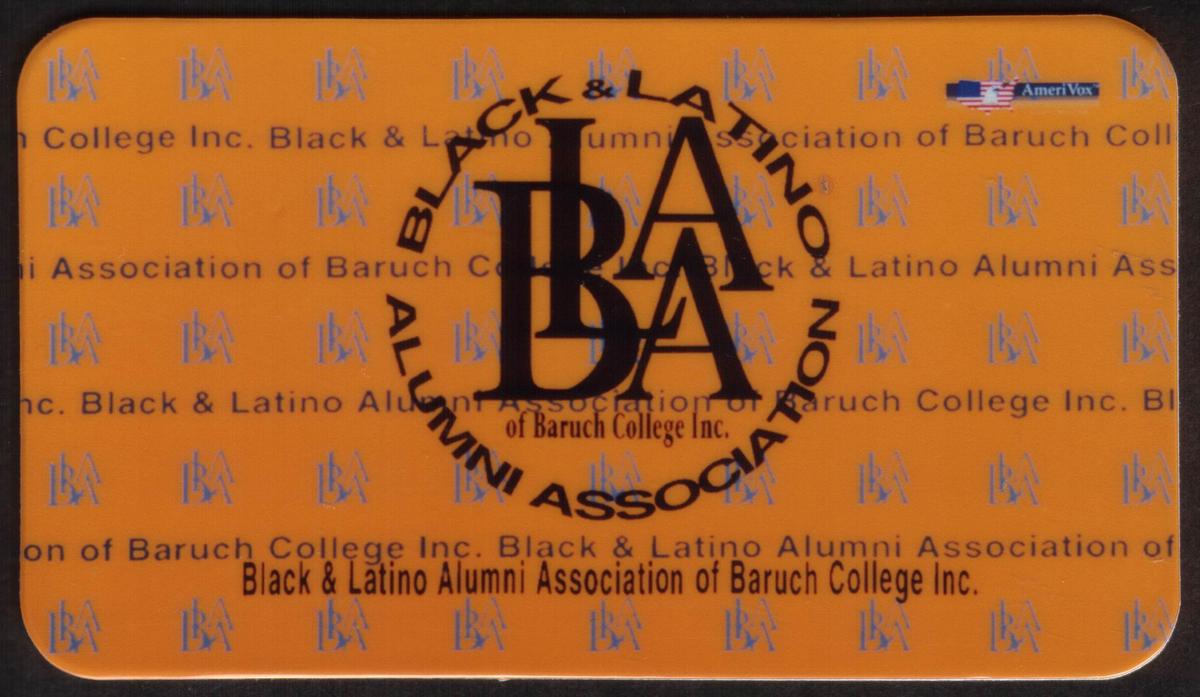 AmeriVox™
n College Inc. Black & Latino Alumni Association of Baruch Coll
ni Association of Baruch College Inc. Black & Latino Alumni Ass
nc. Black & Latino Alumni Association of Baruch College Inc. Bl
on of Baruch College Inc. Black & Latino Alumni Association of
BLACK & LATINO
ALUMNI ASSOCIATION
BLAA
of Baruch College Inc.
Black & Latino Alumni Association of Baruch College Inc.